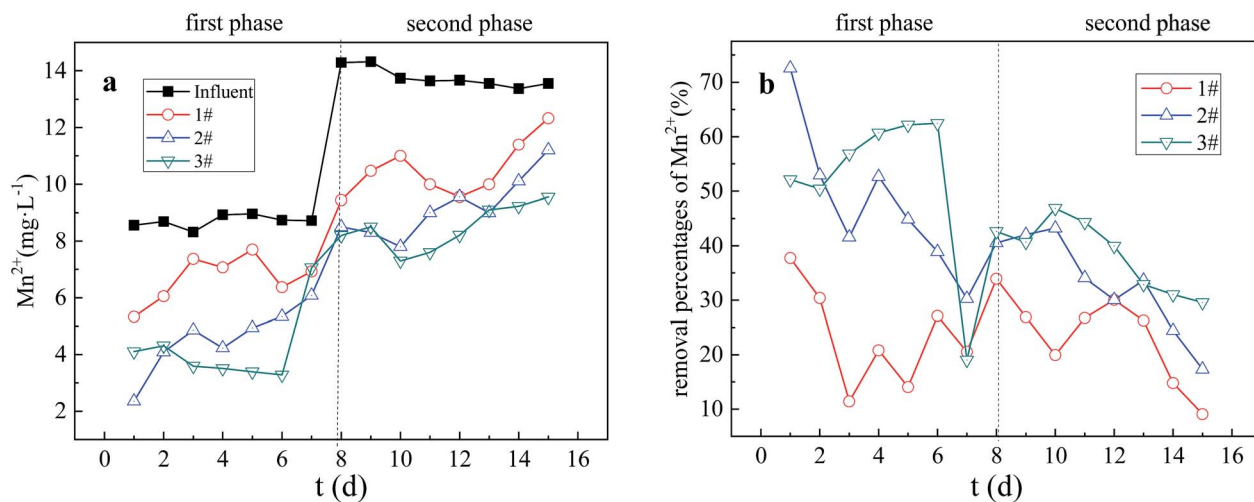 first phase second phase
a
Influent
1#
2#
3#
Mn²⁺(mg·L⁻¹)
14
12
10
8
6
4
2
0 2 4 6 8 10 12 14 16
t (d)
first phase second phase
b
1#
2#
3#
removal percentages of Mn²⁺(%)
70
60
50
40
30
20
10
0 2 4 6 8 10 12 14 16
t (d)